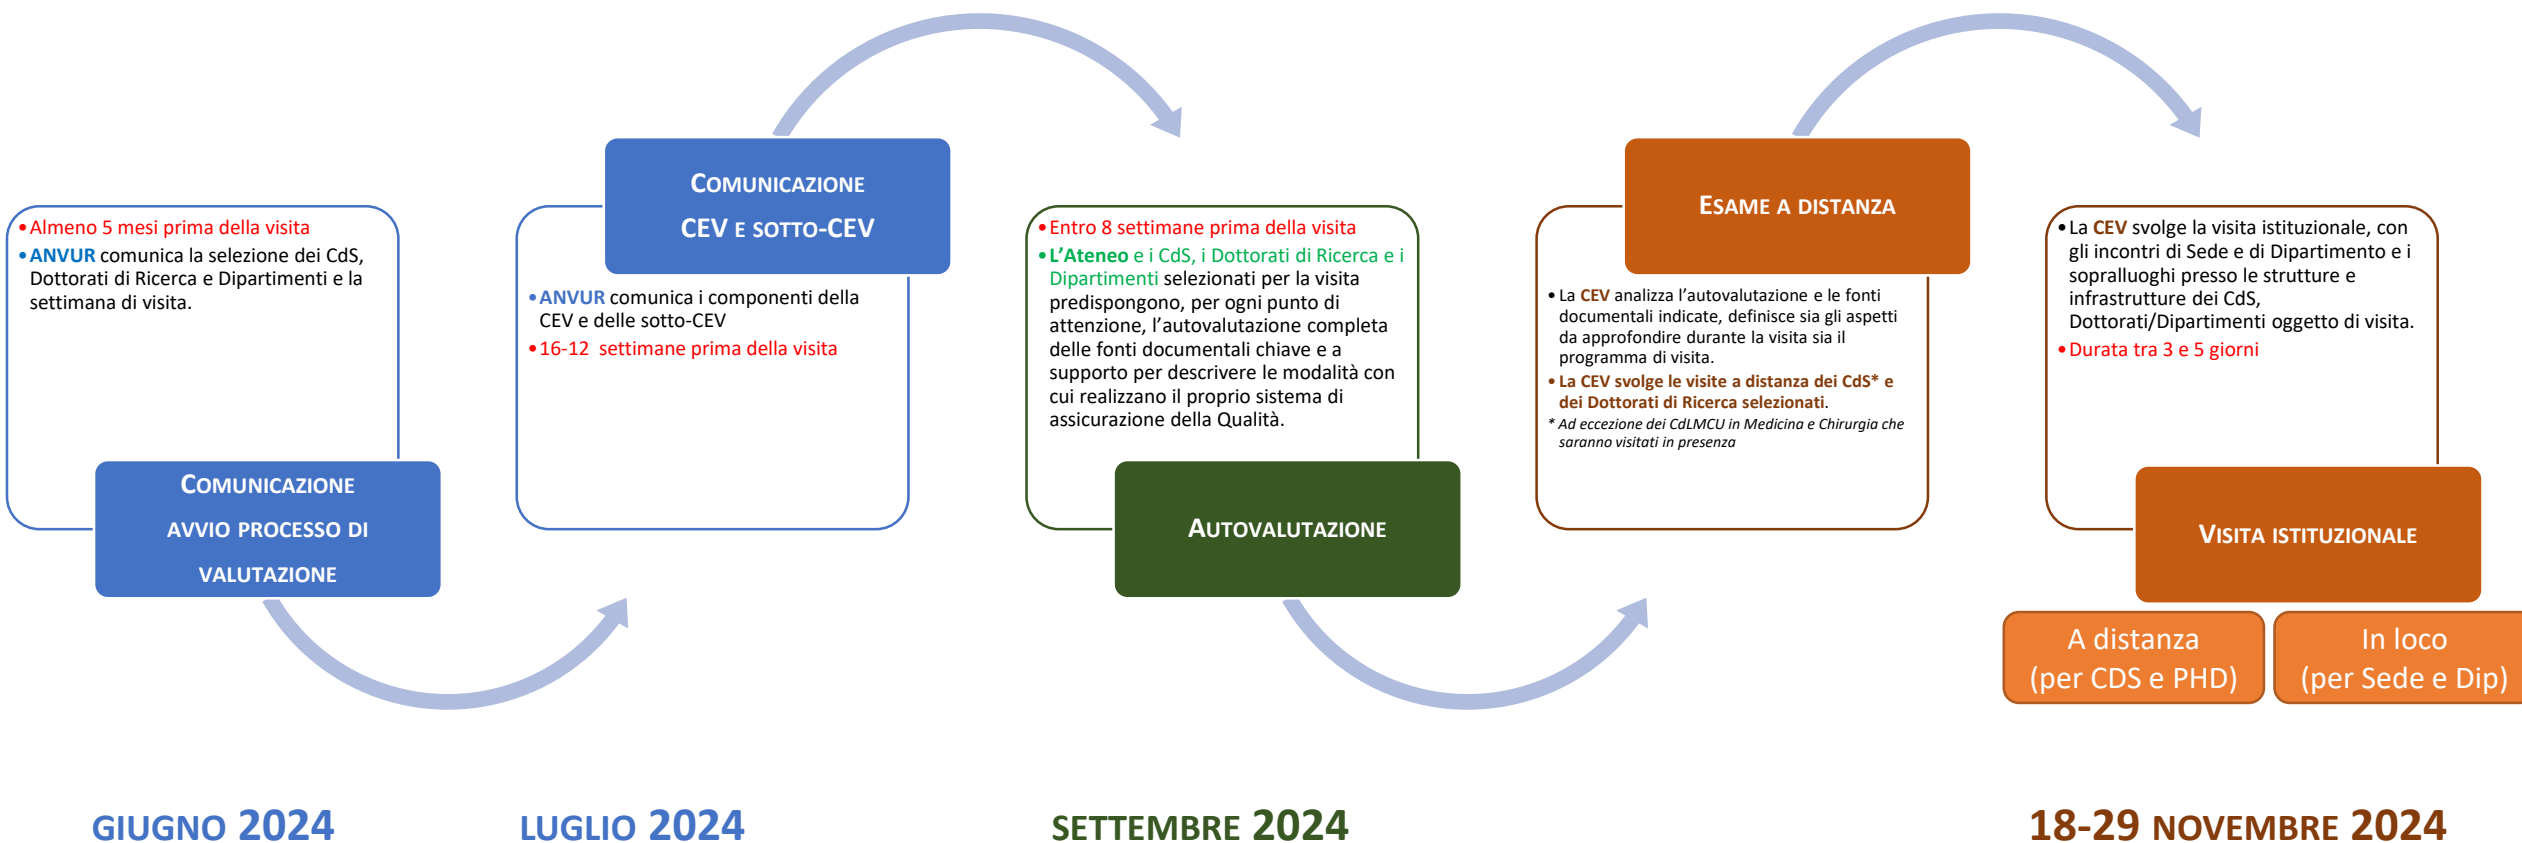 •Almeno 5 mesi prima della visita
•ANVUR comunica la selezione dei CdS,
Dottorati di Ricerca e Dipartimenti e la
settimana di visita.
COMUNICAZIONE
AVVIO PROCESSO DI
VALUTAZIONE
COMUNICAZIONE
CEV E SOTTO-CEV
•ANVUR comunica i componenti della
CEV e delle sotto-CEV
•16-12 settimane prima della visita
•Entro 8 settimane prima della visita
•L'Ateneo e i CdS, i Dottorati di Ricerca e i
Dipartimenti selezionati per la visita
predispongono, per ogni punto di
attenzione, l'autovalutazione completa
delle fonti documentali chiave e a
supporto per descrivere le modalità con
cui realizzano il proprio sistema di
assicurazione della Qualità.
AUTOVALUTAZIONE
ESAME A DISTANZA
•La CEV analizza l'autovalutazione e le fonti
documentali indicate, definisce sia gli aspetti
da approfondire durante la visita sia il
programma di visita.
•La CEV svolge le visite a distanza dei CdS* e
dei Dottorati di Ricerca selezionati.
* Ad eccezione dei CdLMCU in Medicina e Chirurgia che
saranno visitati in presenza
•La CEV svolge la visita istituzionale, con
gli incontri di Sede e di Dipartimento e i
sopralluoghi presso le strutture e
infrastrutture dei CdS,
Dottorati/Dipartimenti oggetto di visita.
•Durata tra 3 e 5 giorni
VISITA ISTITUZIONALE
A distanza
(per CDS e PHD)
In loco
(per Sede e Dip)
GIUGNO 2024
LUGLIO 2024
SETTEMBRE 2024
18-29 NOVEMBRE 2024